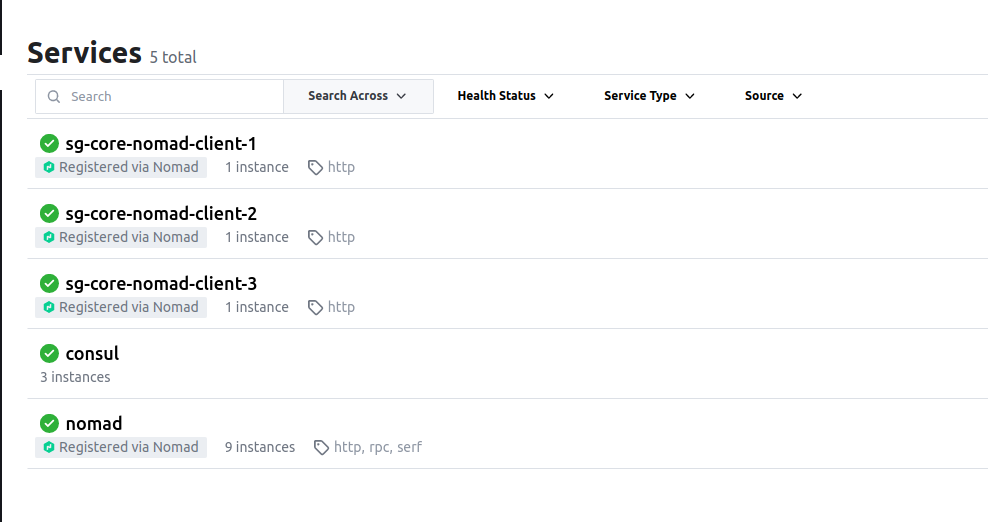 Services 5 total
Search Search Across Health Status Service Type Source
sg-core-nomad-client-1
Registered via Nomad 1 instance http
sg-core-nomad-client-2
Registered via Nomad 1 instance http
sg-core-nomad-client-3
Registered via Nomad 1 instance http
consul
3 instances
nomad
Registered via Nomad 9 instances http, rpc, serf